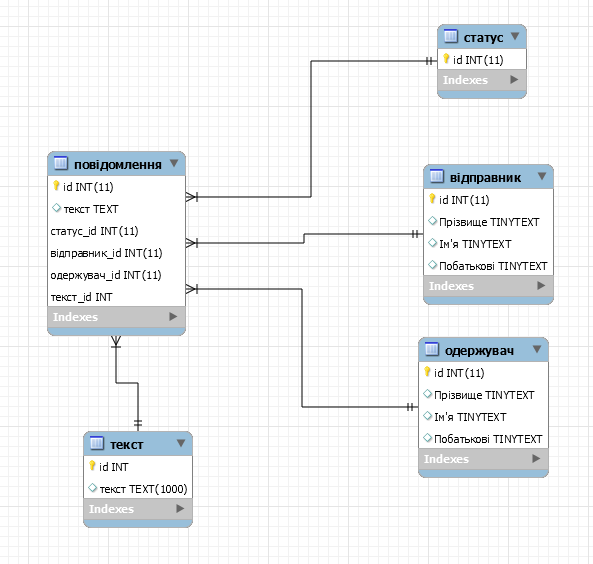 статус
id INT(11)
Indexes
повідомлення
id INT(11)
текст TEXT
статус_id INT(11)
відправник_id INT(11)
одержувач_id INT(11)
текст_id INT
Indexes
відправник
id INT(11)
Прізвище TINYTEXT
Ім'я TINYTEXT
Побатькові TINYTEXT
Indexes
одержувач
id INT(11)
Прізвище TINYTEXT
Ім'я TINYTEXT
Побатькові TINYTEXT
Indexes
текст
id INT
текст TEXT(1000)
Indexes